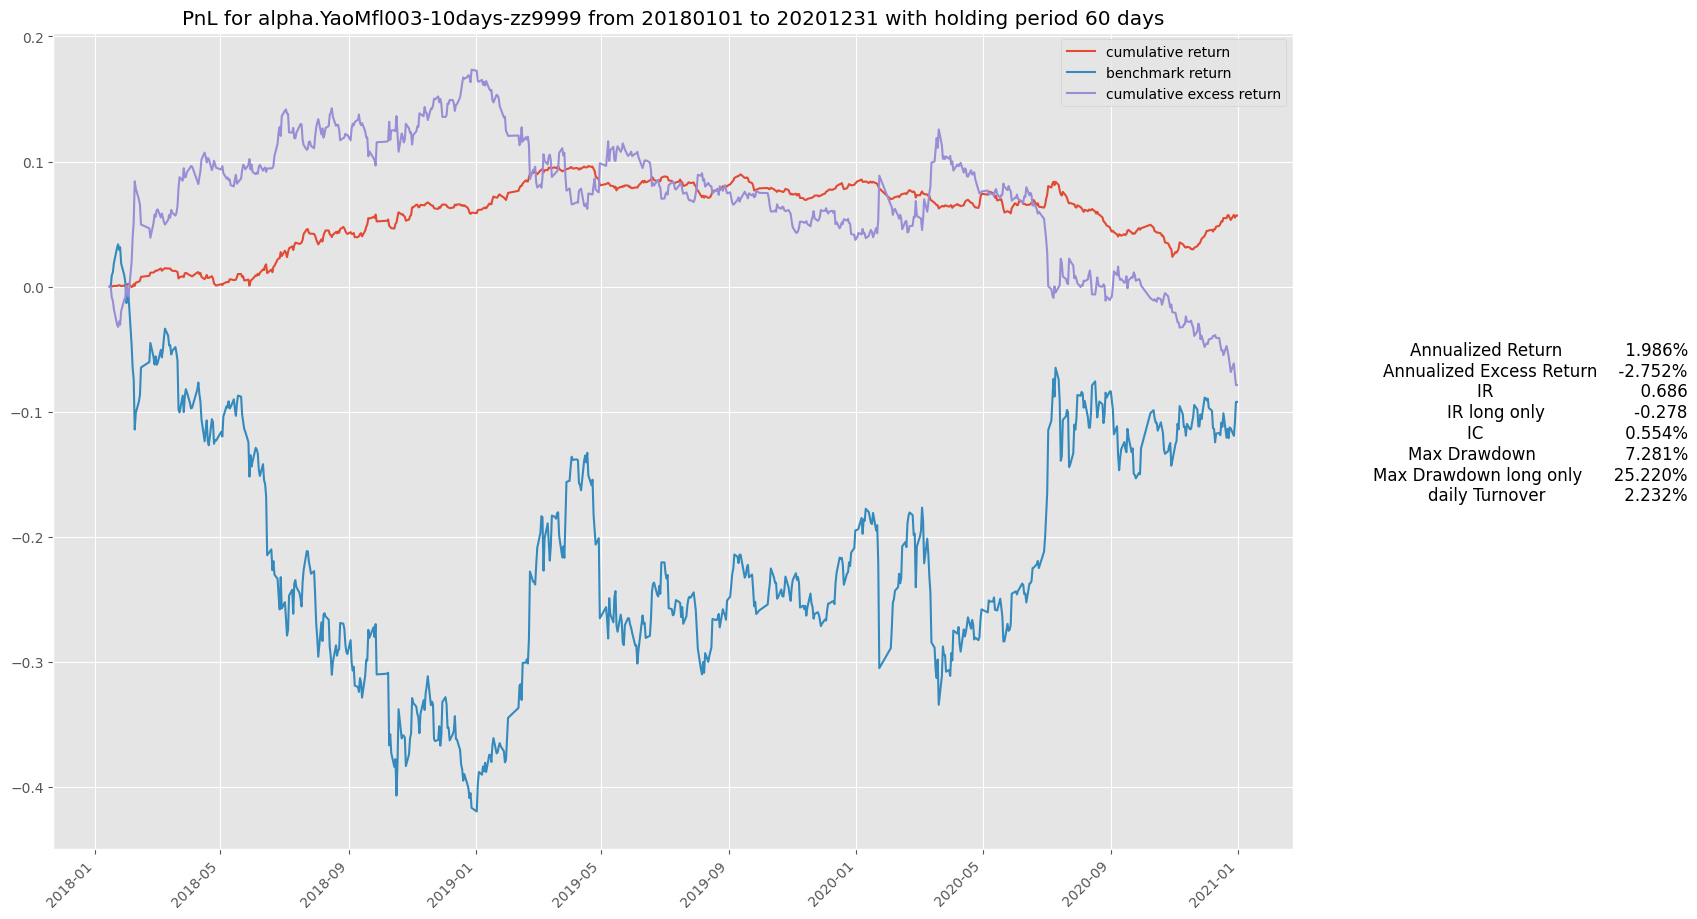 PnL for alpha.YaoMfl003-10days-zz9999 from 20180101 to 20201231 with holding period 60 days
cumulative return
benchmark return
cumulative excess return
0.2
0.1
0.0
−0.1
−0.2
−0.3
−0.4
2018-01
2018-05
2018-09
2019-01
2019-05
2019-09
2020-01
2020-05
2020-09
2021-01
Annualized Return 1.986%
Annualized Excess Return -2.752%
IR 0.686
IR long only -0.278
IC 0.554%
Max Drawdown 7.281%
Max Drawdown long only 25.220%
daily Turnover 2.232%